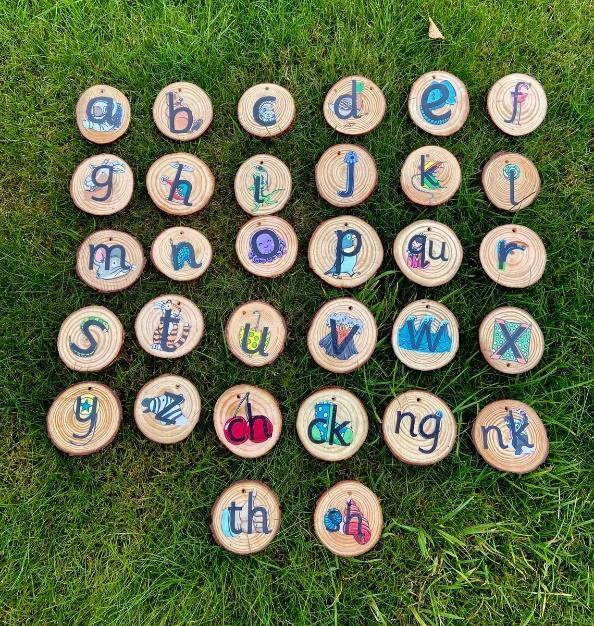 a b c d e f
g h i j k l
m n o p qu r
s t u v w x
y z ch ck ng nk
th sh